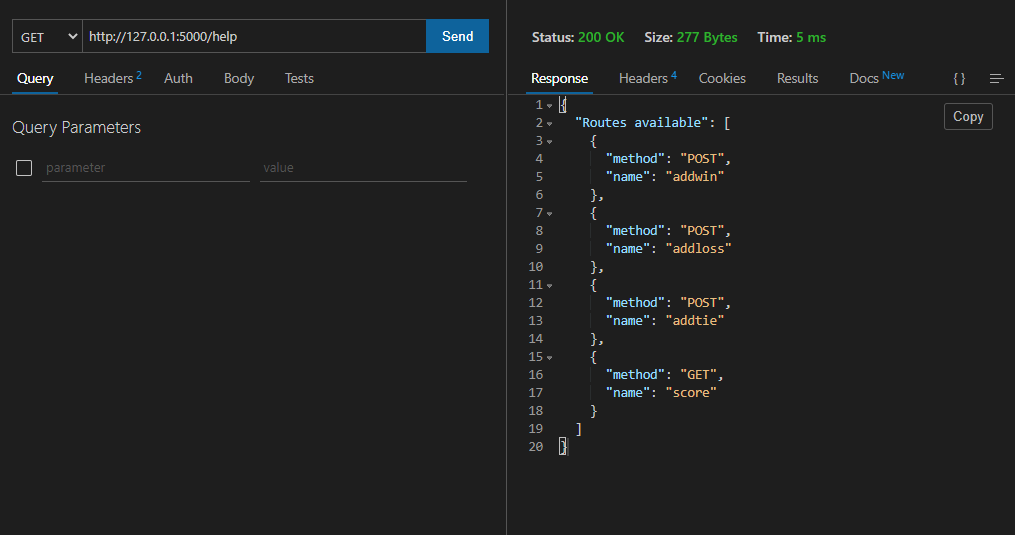 GET http://127.0.0.1:5000/help Send
Query Headers 2 Auth Body Tests
Query Parameters
parameter value
Status: 200 OK Size: 277 Bytes Time: 5 ms
Response Headers 4 Cookies Results Docs New {}
Copy
1 {
2 "Routes available": [
3 {
4 "method": "POST",
5 "name": "addwin"
6 },
7 {
8 "method": "POST",
9 "name": "addloss"
10 },
11 {
12 "method": "POST",
13 "name": "addtie"
14 },
15 {
16 "method": "GET",
17 "name": "score"
18 }
19 ]
20 }